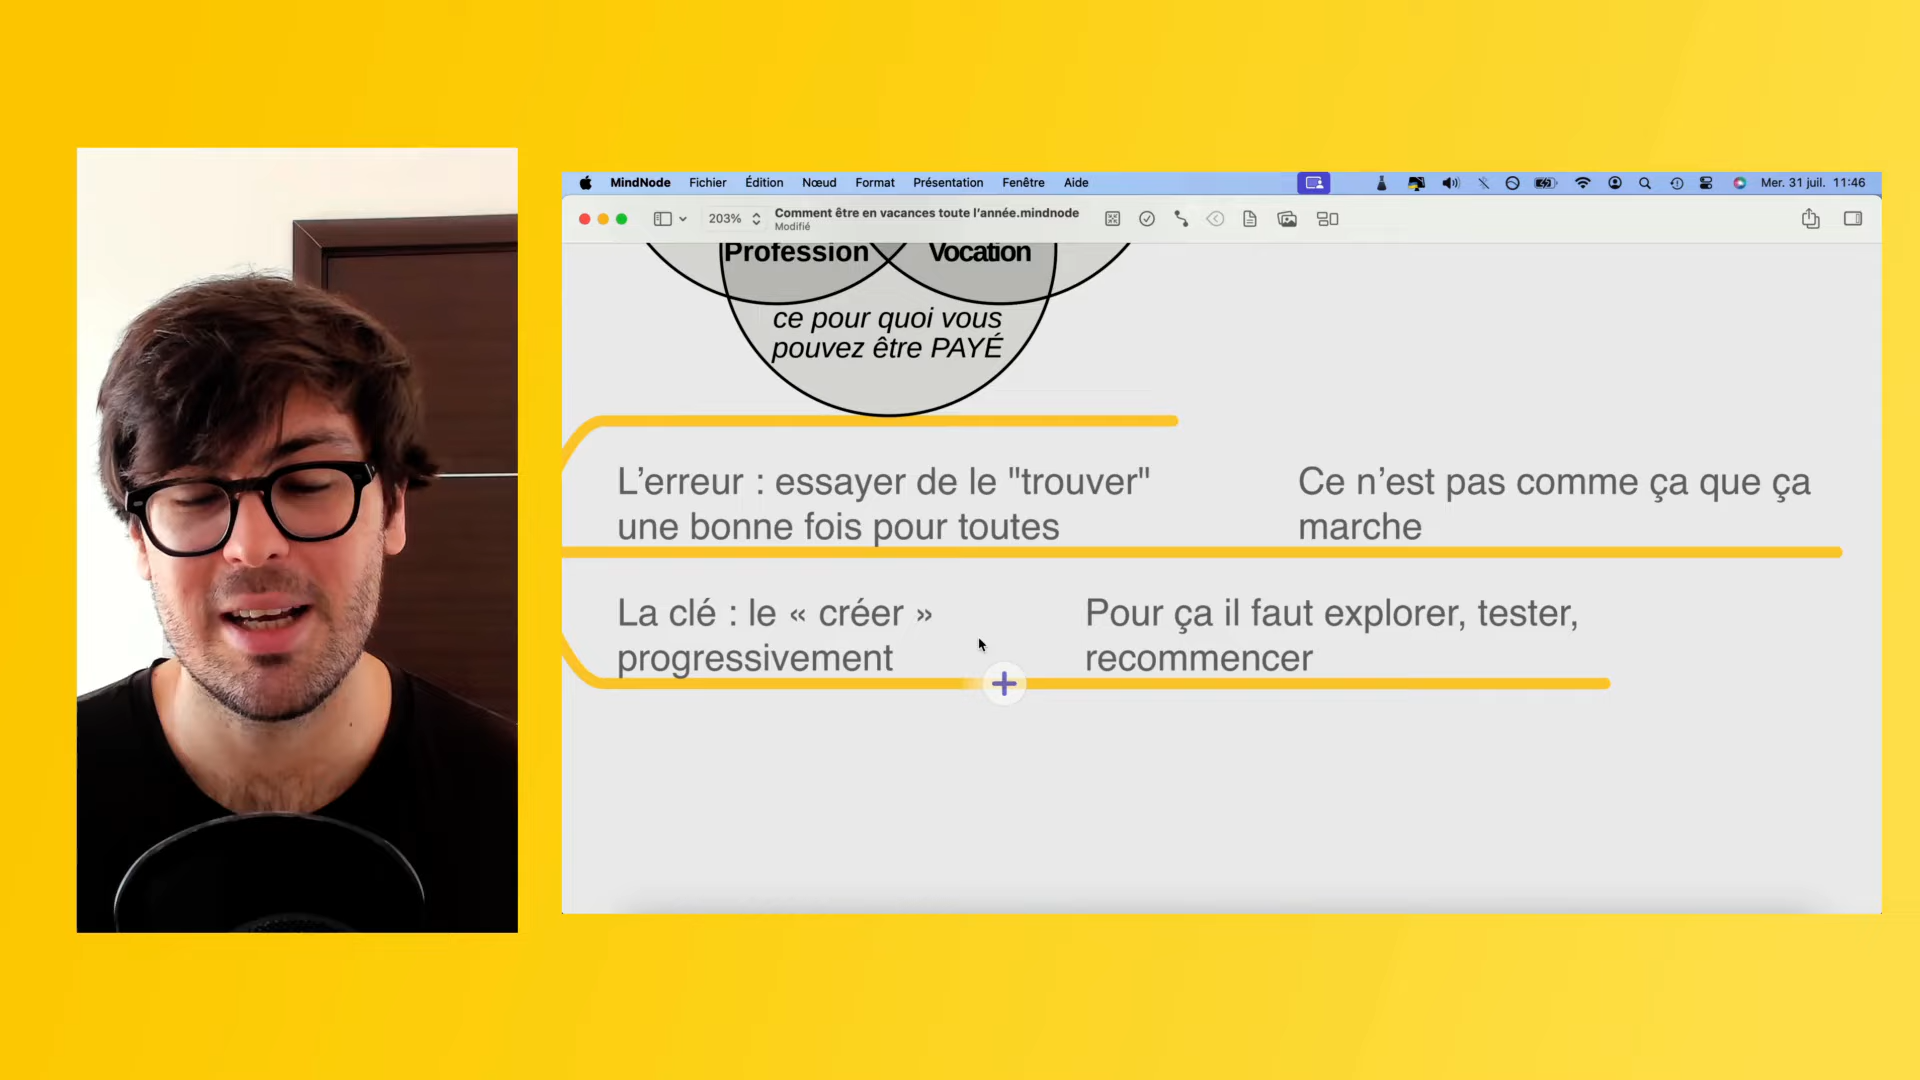 MindNode Fichier Édition Nœud Format Présentation Fenêtre Aide Mer. 31 juil. 11:46
203% Comment être en vacances toute l'année.mindnode
Modifié
Profession Vocation
ce pour quoi vous
pouvez être PAYÉ
L’erreur : essayer de le "trouver"
une bonne fois pour toutes
Ce n’est pas comme ça que ça
marche
La clé : le « créer »
progressivement
Pour ça il faut explorer, tester,
recommencer